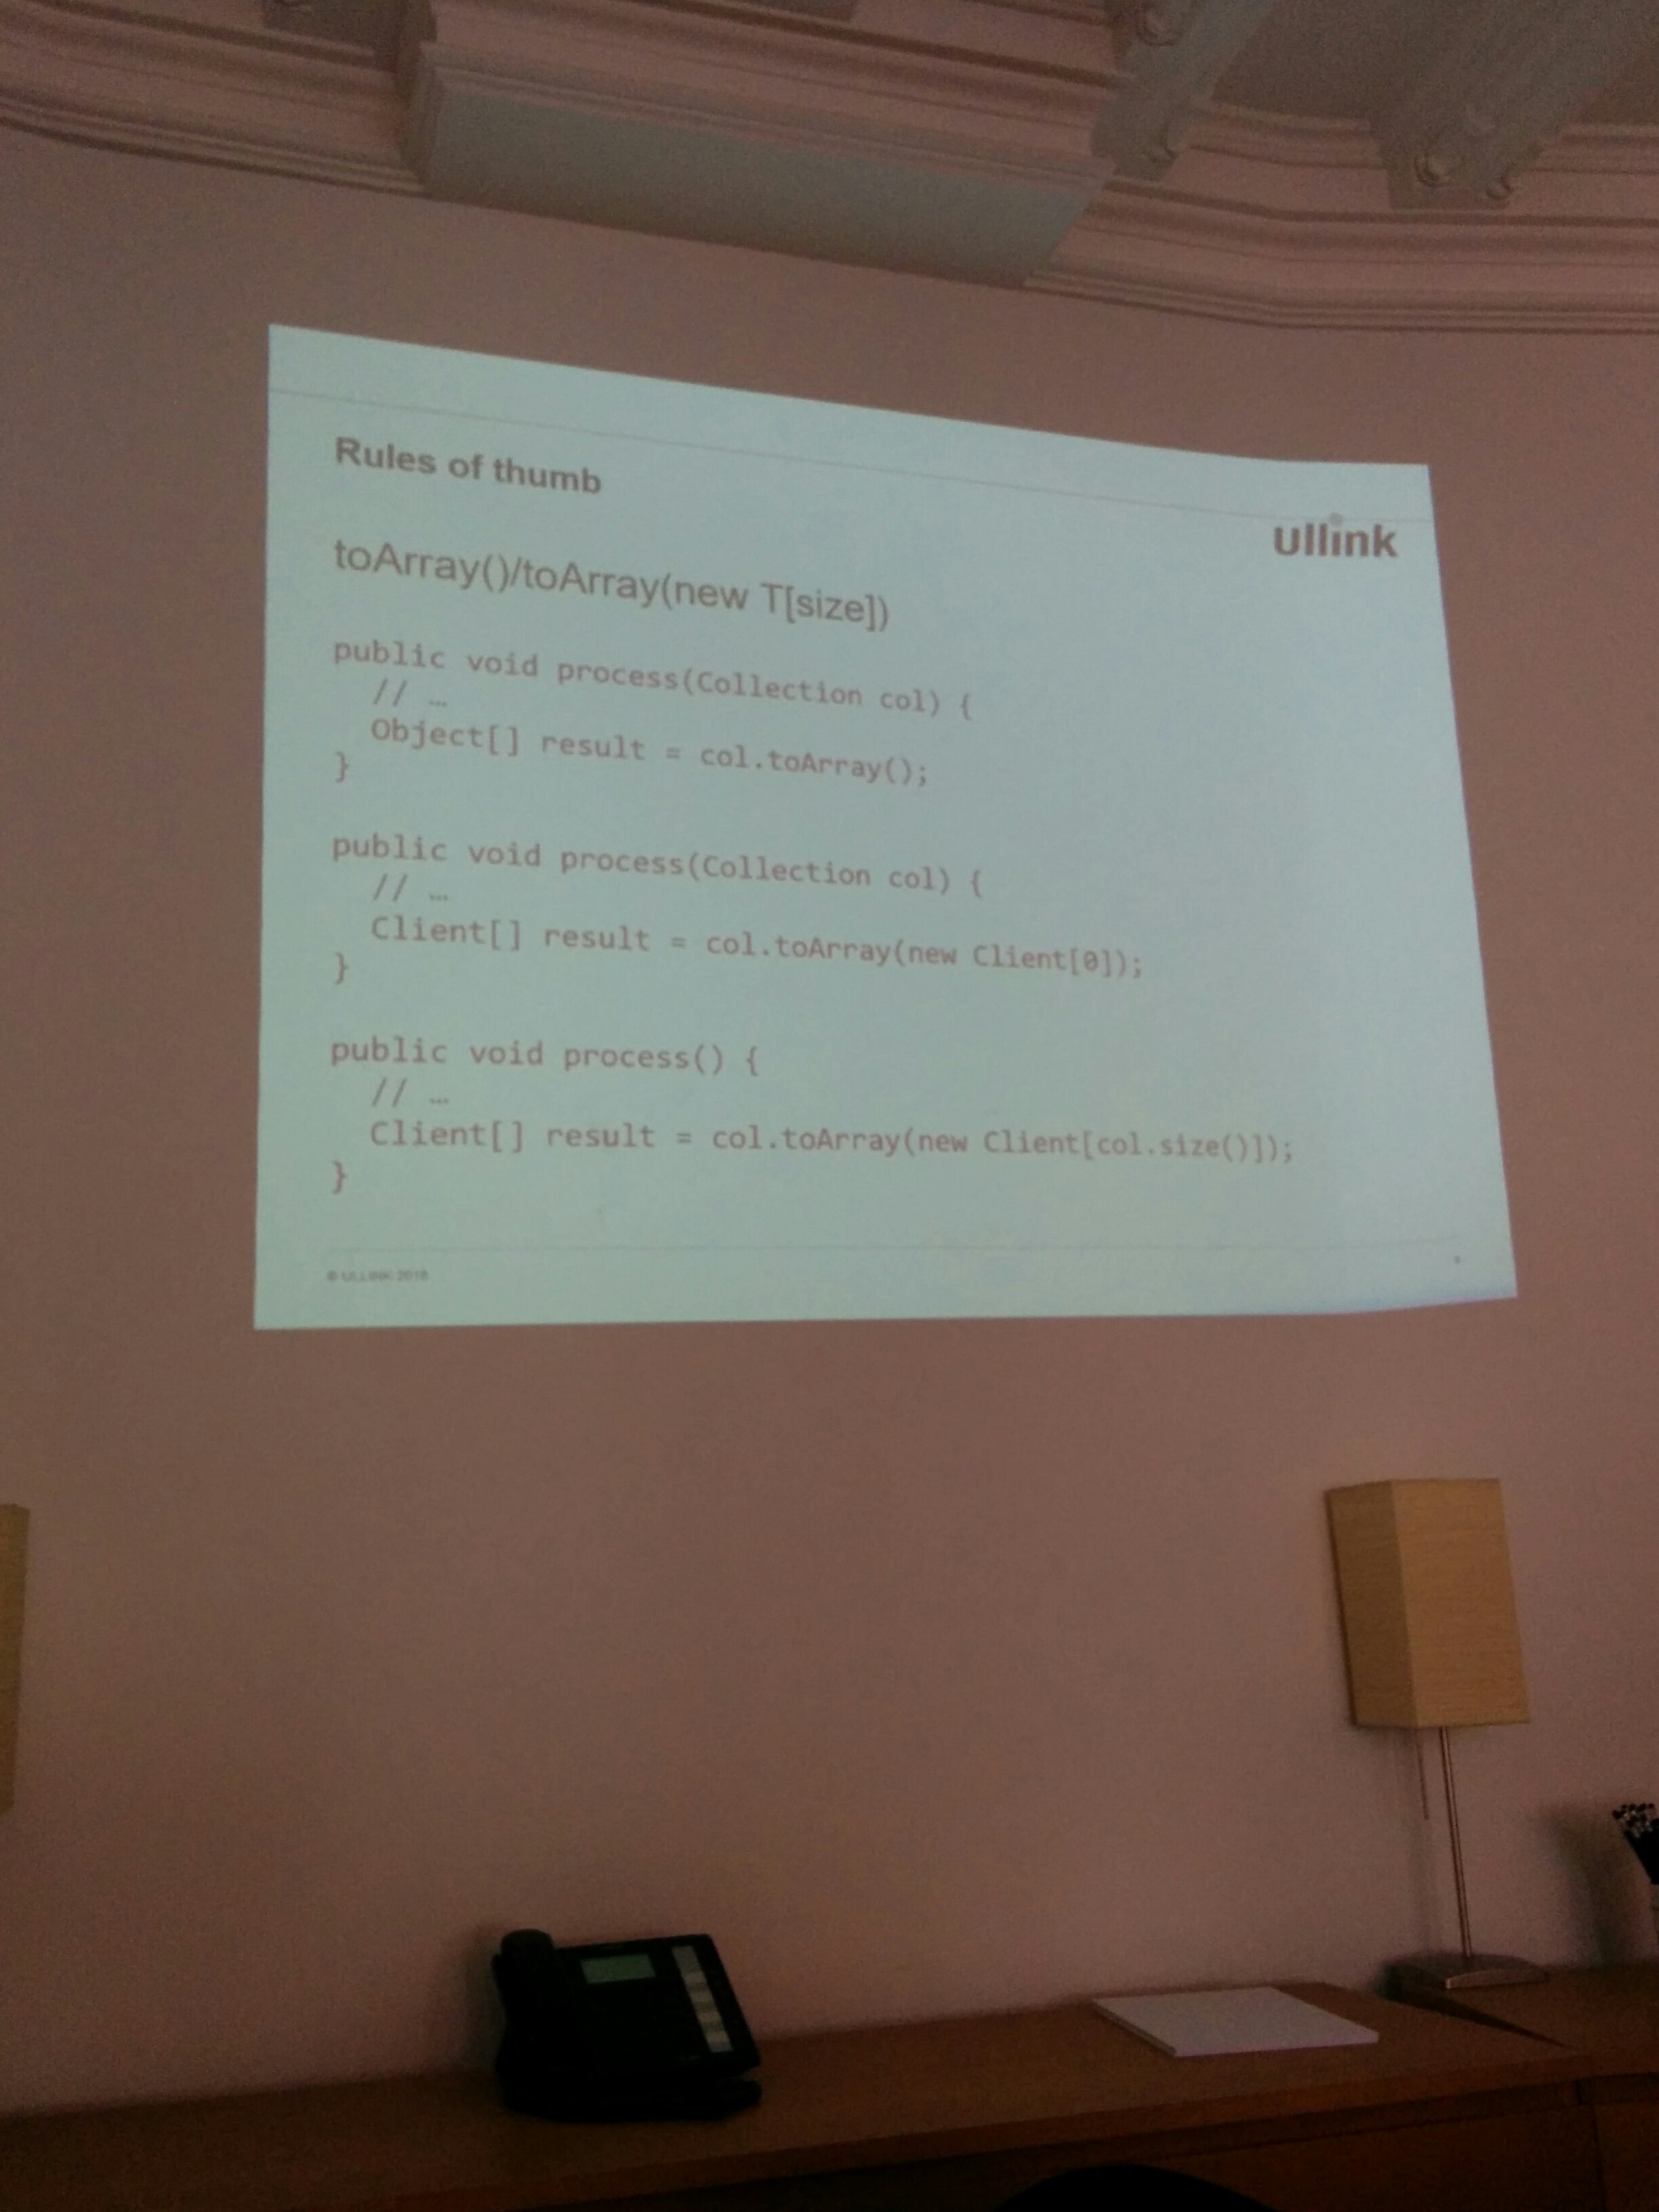 Rules of thumb
ullink
toArray()/toArray(new T[size])
public void process(Collection col) {
// …
Object[] result = col.toArray();
}
public void process(Collection col) {
// …
Client[] result = col.toArray(new Client[0]);
}
public void process() {
// …
Client[] result = col.toArray(new Client[col.size()]);
}
© ULLINK